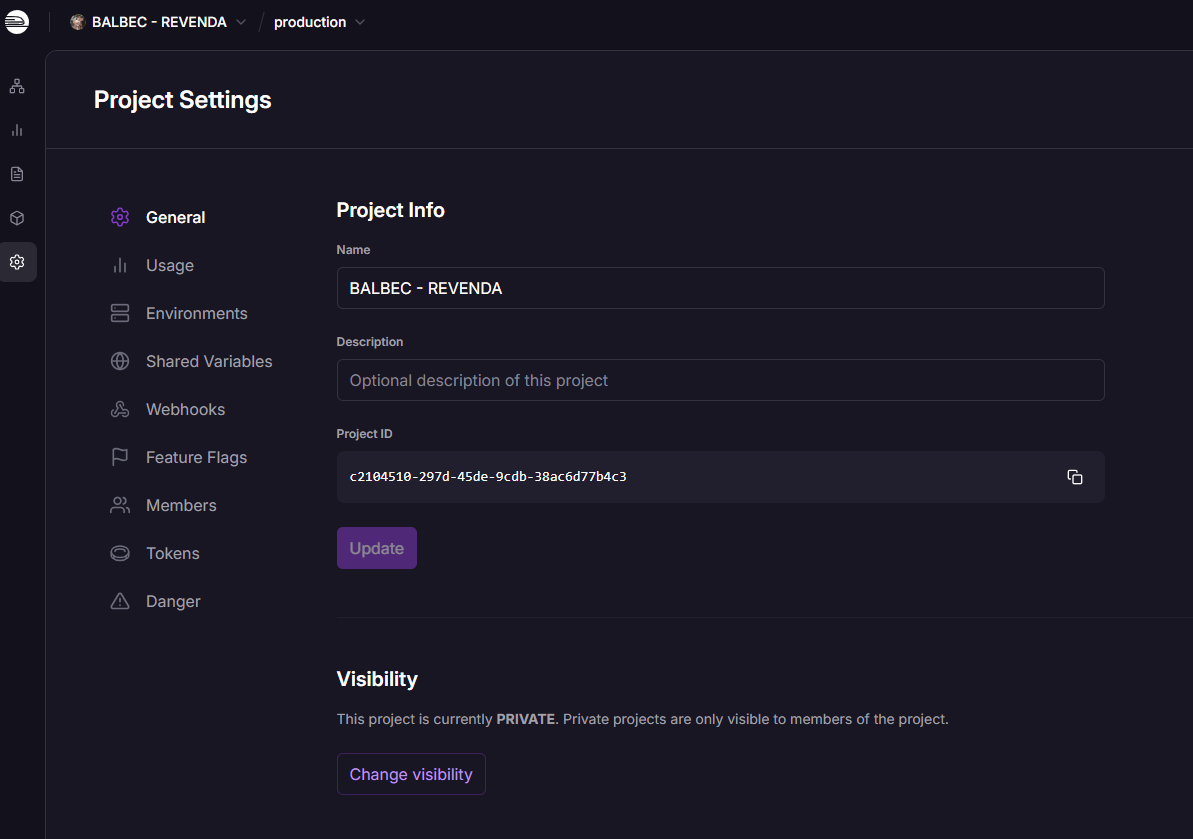 BALBEC - REVENDA
production
Project Settings
General
Usage
Environments
Shared Variables
Webhooks
Feature Flags
Members
Tokens
Danger
Project Info
Name
BALBEC - REVENDA
Description
Optional description of this project
Project ID
c2104510-297d-45de-9cdb-38ac6d77b4c3
Update
Visibility
This project is currently PRIVATE. Private projects are only visible to members of the project.
Change visibility